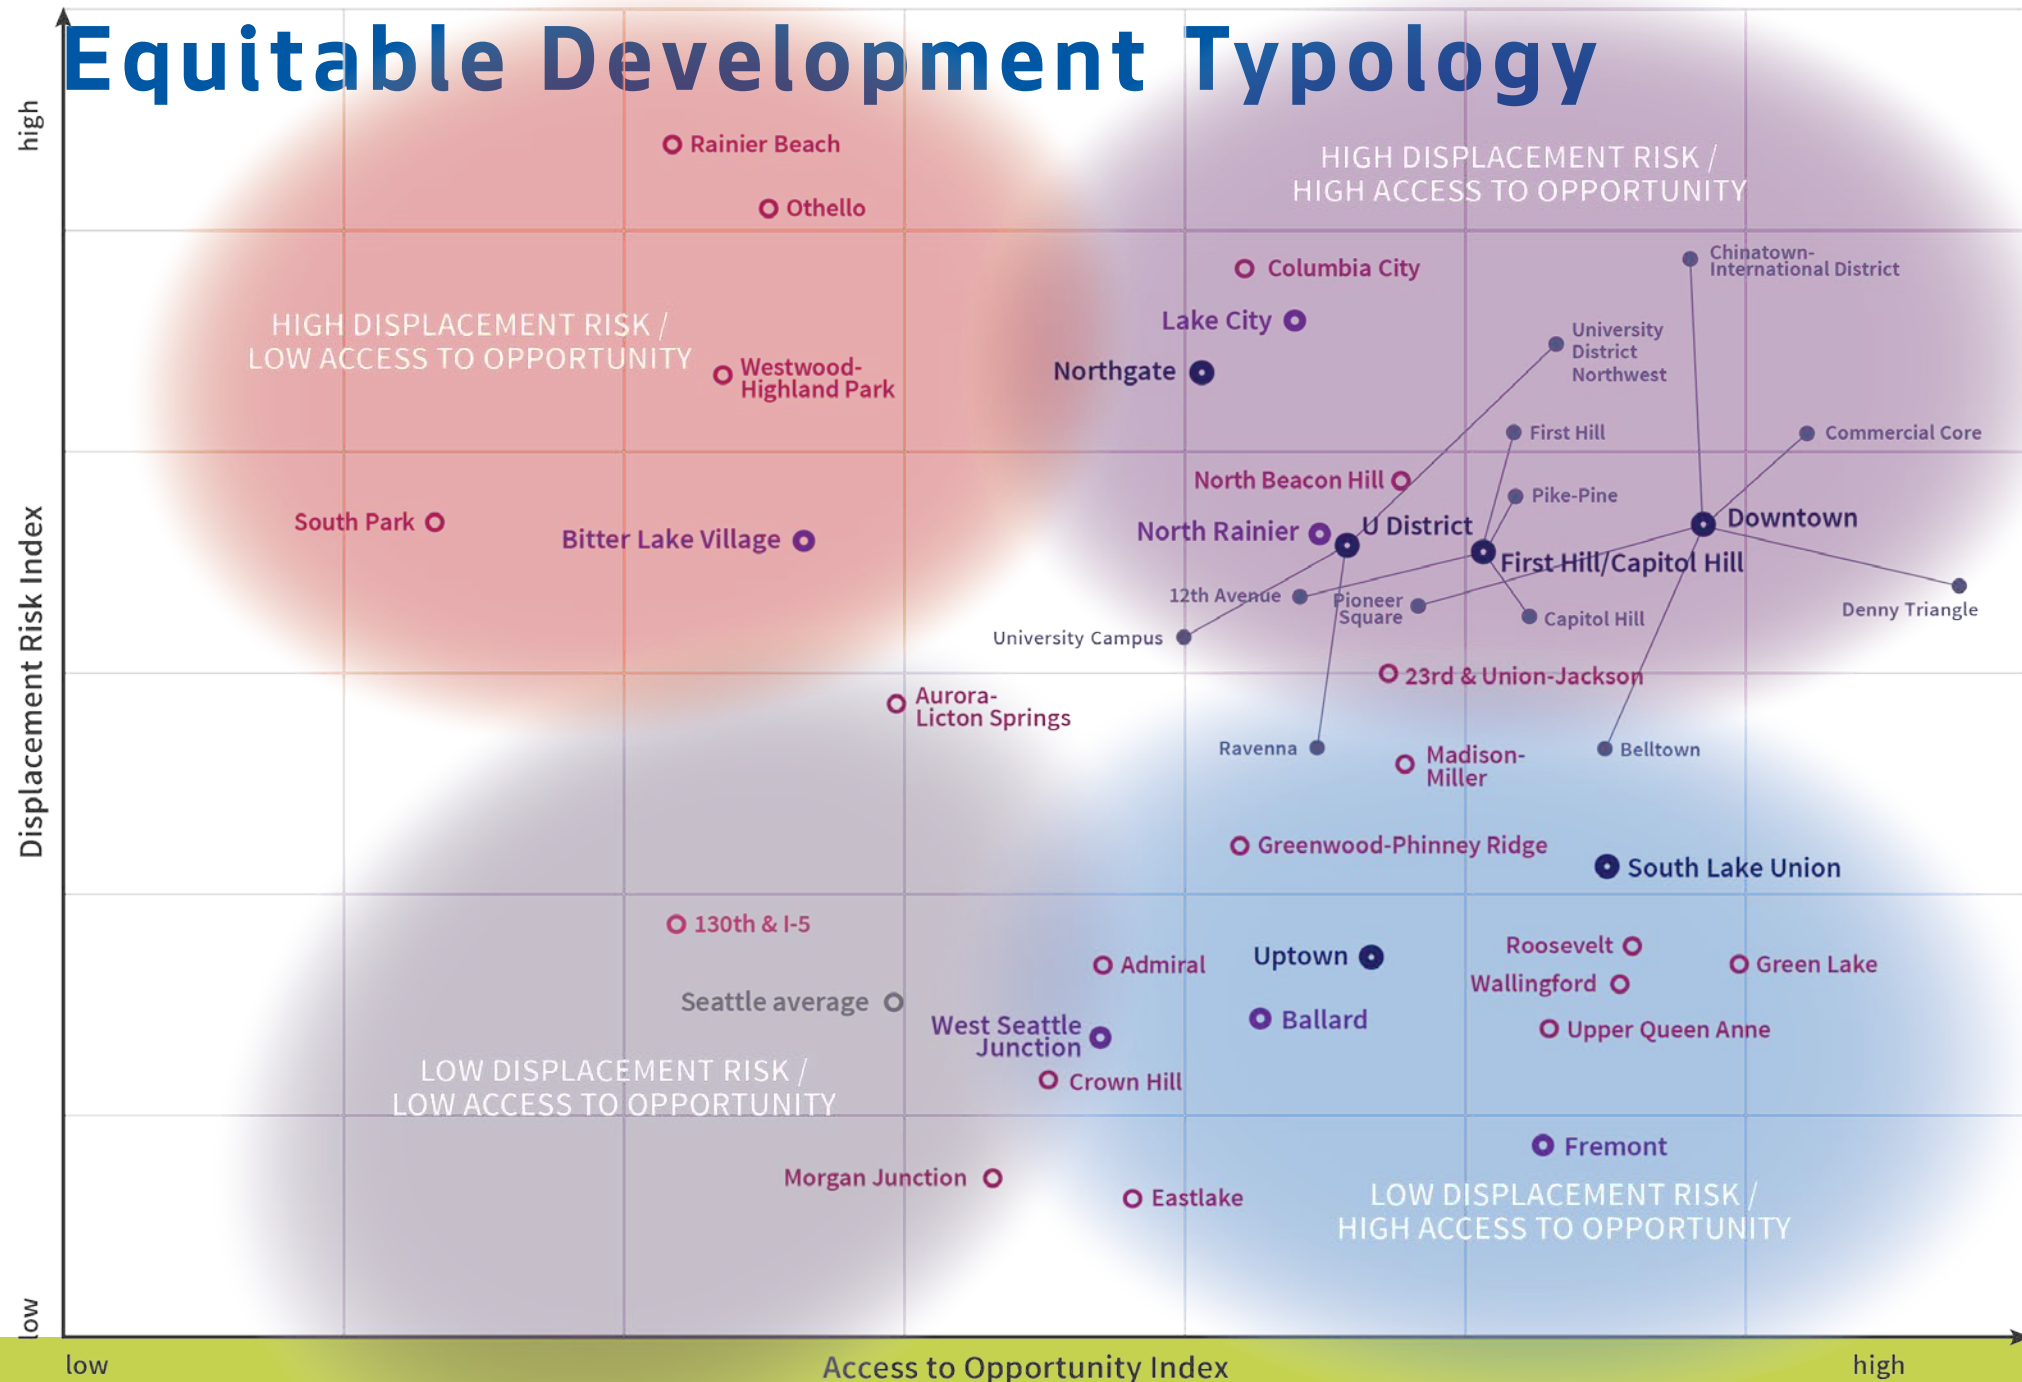 Equitable Development Typology
high
Rainier Beach
Othello
HIGH DISPLACEMENT RISK /
HIGH ACCESS TO OPPORTUNITY
Columbia City
Chinatown-
International District
Lake City
Northgate
University
District
Northwest
HIGH DISPLACEMENT RISK /
LOW ACCESS TO OPPORTUNITY
Westwood-
Highland Park
First Hill
Commercial Core
North Beacon Hill
Pike-Pine
South Park
Bitter Lake Village
North Rainier
U District
Downtown
First Hill/Capitol Hill
12th Avenue
Pioneer
Square
Capitol Hill
Denny Triangle
University Campus
Displacement Risk Index
Aurora-
Licton Springs
23rd & Union-Jackson
Ravenna
Madison-
Miller
Belltown
Greenwood-Phinney Ridge
South Lake Union
130th & I-5
Admiral
Uptown
Roosevelt
Green Lake
Wallingford
Seattle average
West Seattle
Junction
Ballard
Upper Queen Anne
Crown Hill
LOW DISPLACEMENT RISK /
LOW ACCESS TO OPPORTUNITY
Fremont
Morgan Junction
Eastlake
LOW DISPLACEMENT RISK /
HIGH ACCESS TO OPPORTUNITY
low
low
Access to Opportunity Index
high